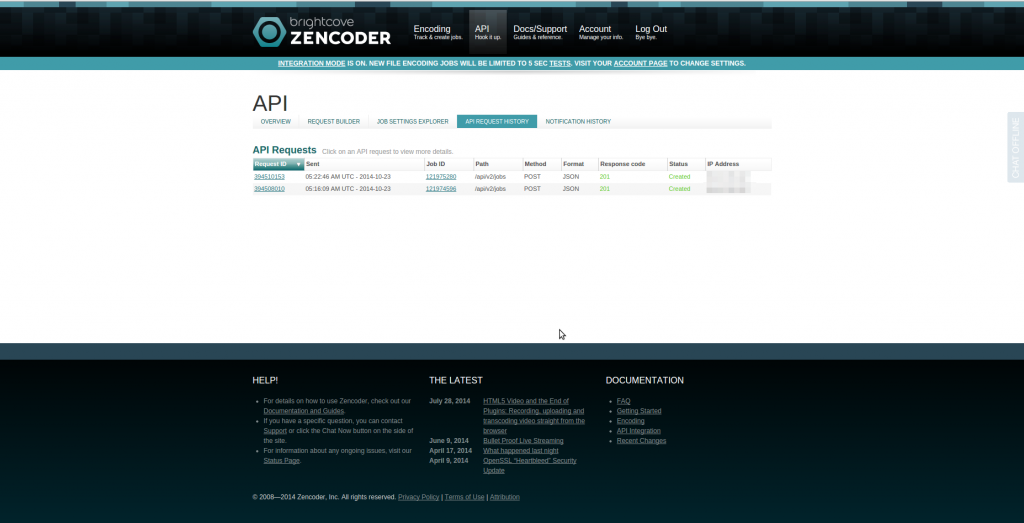 brightcove
ZENCODER
Encoding API Docs/Support Account Log Out
Track & create jobs. Hook it up. Guides & reference. Manage your info. Bye bye.
INTEGRATION MODE IS ON. NEW FILE ENCODING JOBS WILL BE LIMITED TO 5 SEC TESTS. VISIT YOUR ACCOUNT PAGE TO CHANGE SETTINGS.
API
OVERVIEW REQUEST BUILDER JOB SETTINGS EXPLORER API REQUEST HISTORY NOTIFICATION HISTORY
CHAT OFFLINE
API Requests Click on an API request to view more details.
Request ID ▼ Sent Job ID Path Method Format Response code Status IP Address
394510153 05:22:46 AM UTC - 2014-10-23 121975280 /api/v2/jobs POST JSON 201 Created
394508010 05:16:09 AM UTC - 2014-10-23 121974596 /api/v2/jobs POST JSON 201 Created
HELP!
• For details on how to use Zencoder, check out our
Documentation and Guides.
• If you have a specific question, you can contact
Support or click the Chat Now button on the side of
the site.
• For information about any ongoing issues, visit our
Status Page.
THE LATEST
July 28, 2014 HTML5 Video and the End of
Plugins: Recording, uploading and
transcoding video straight from the
browser
June 9, 2014 Bullet Proof Live Streaming
April 17, 2014 What happened last night
April 9, 2014 OpenSSL "Heartbleed" Security
Update
DOCUMENTATION
• FAQ
• Getting Started
• Encoding
• API Integration
• Recent Changes
© 2008—2014 Zencoder, Inc. All rights reserved. Privacy Policy | Terms of Use | Attribution